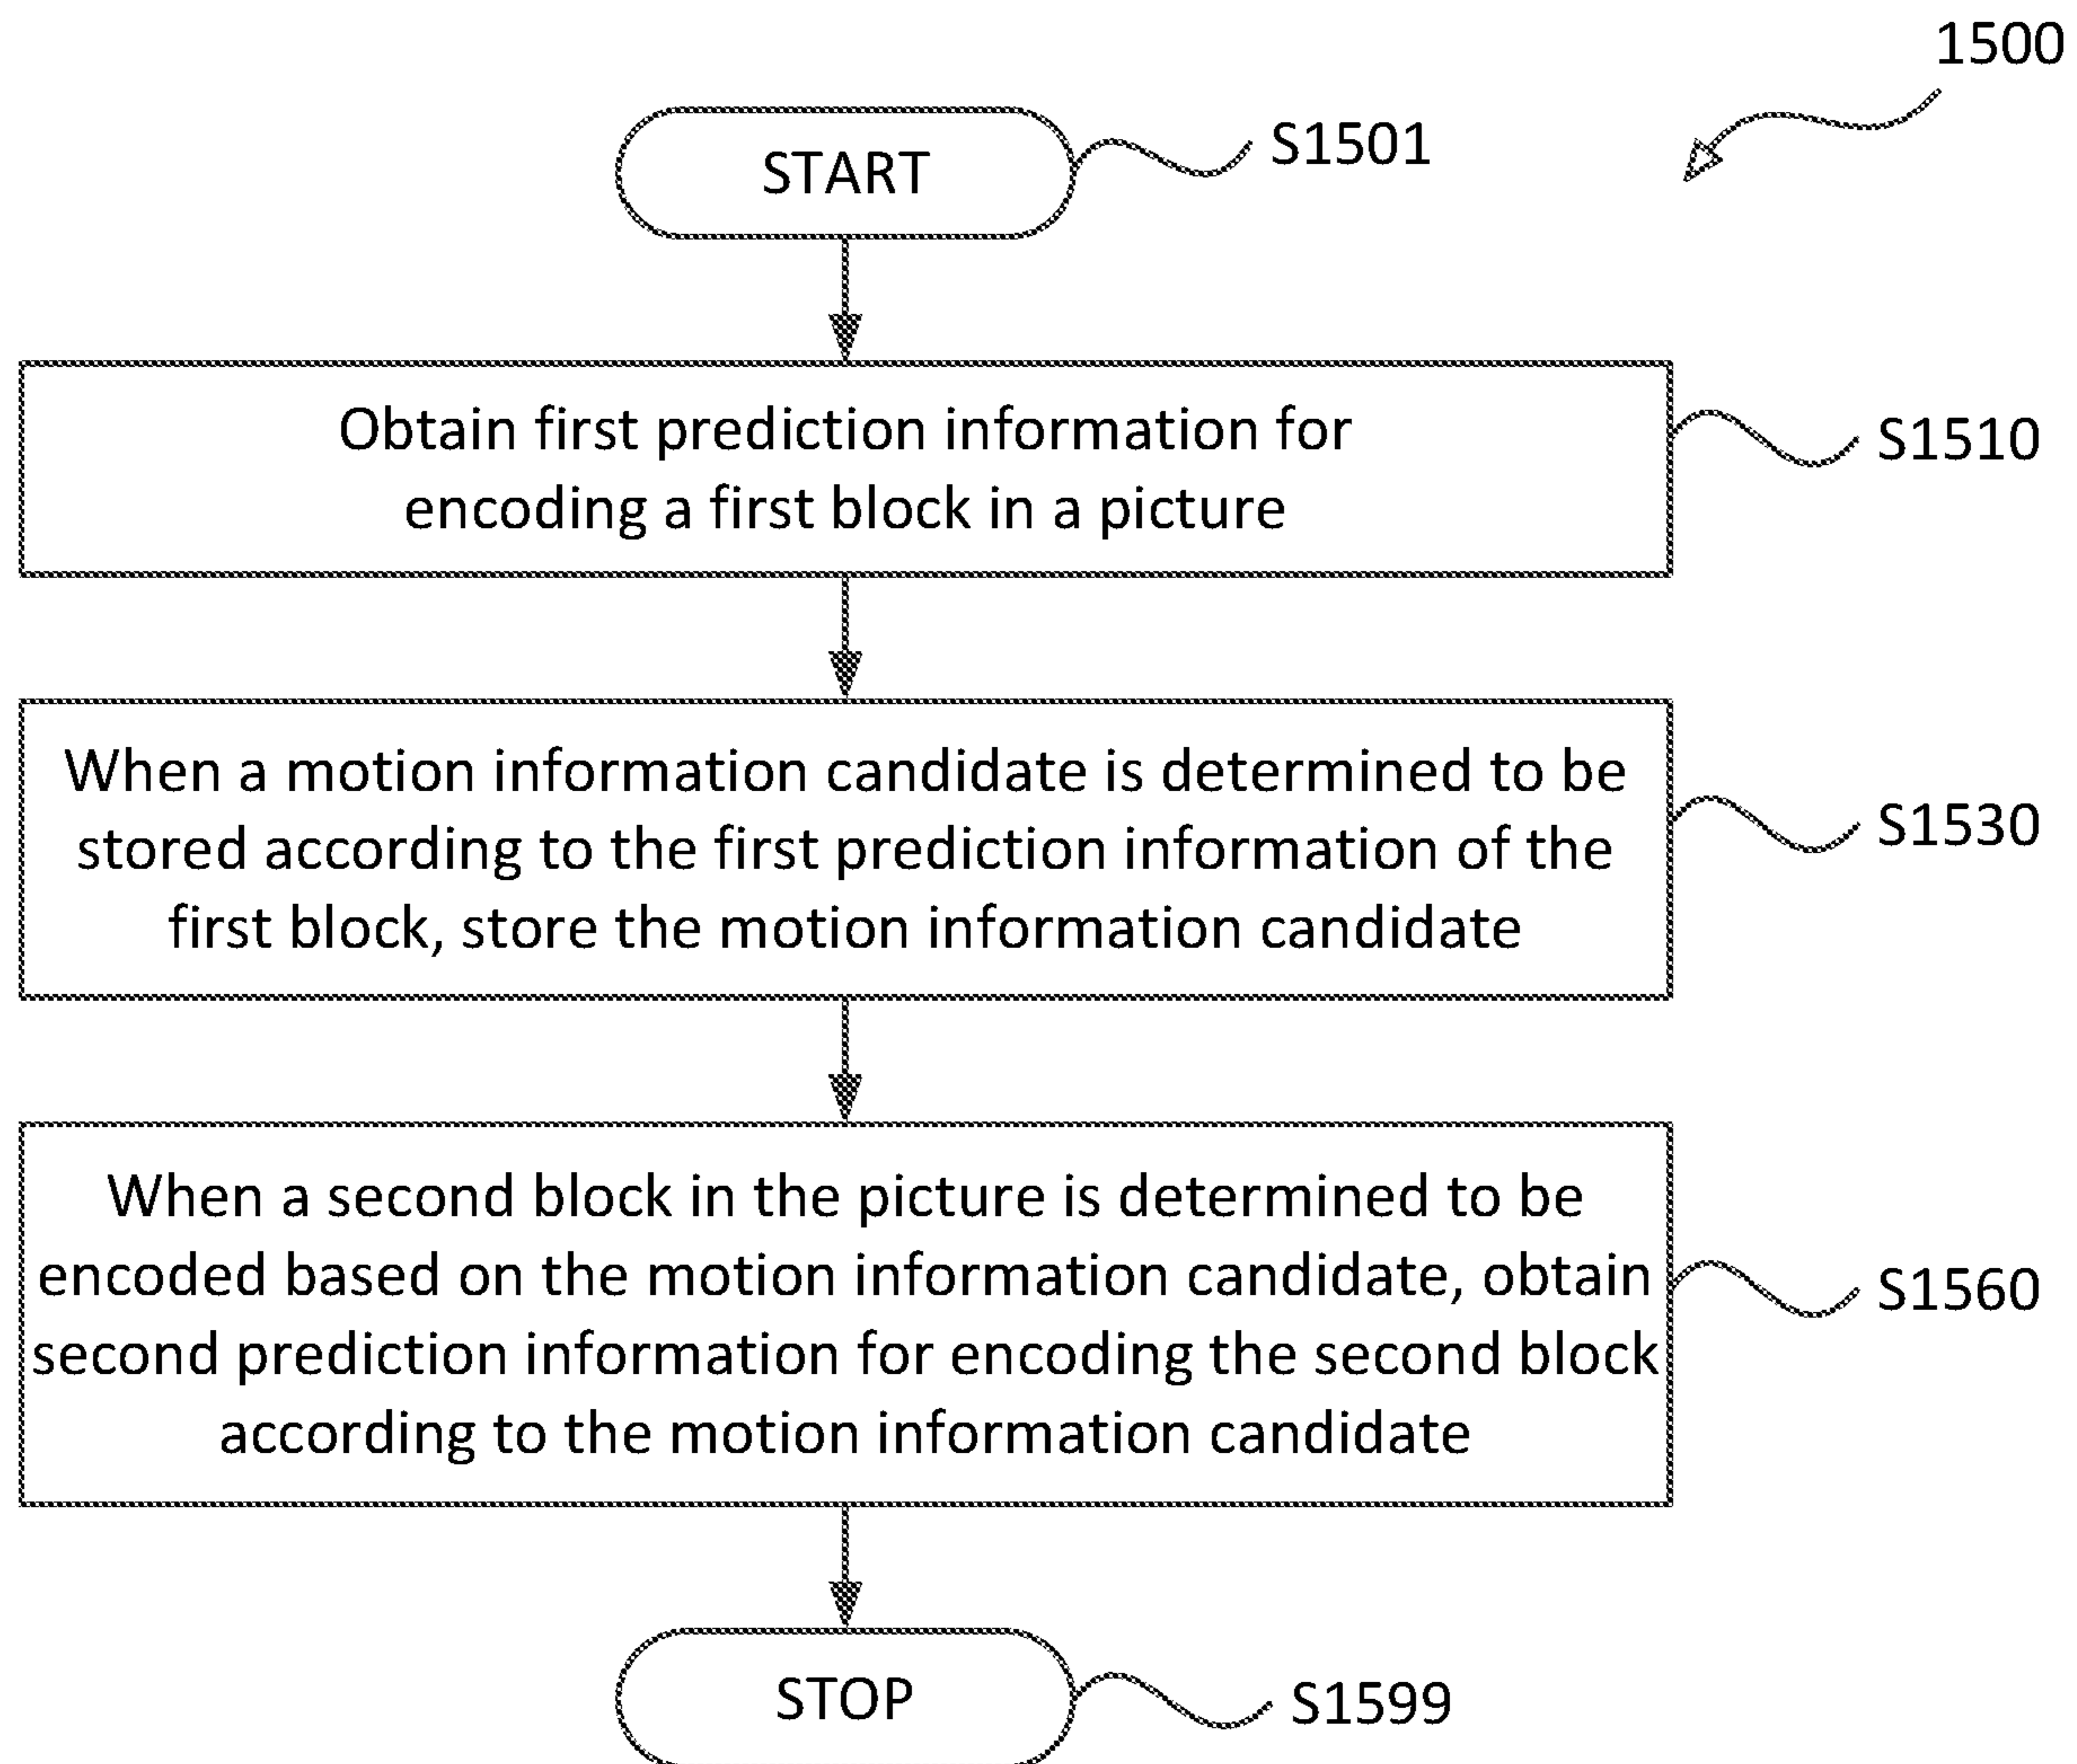 1500
START
S1501
Obtain first prediction information for
encoding a first block in a picture
S1510
When a motion information candidate is determined to be
stored according to the first prediction information of the
first block, store the motion information candidate
S1530
When a second block in the picture is determined to be
encoded based on the motion information candidate, obtain
second prediction information for encoding the second block
according to the motion information candidate
S1560
STOP
S1599